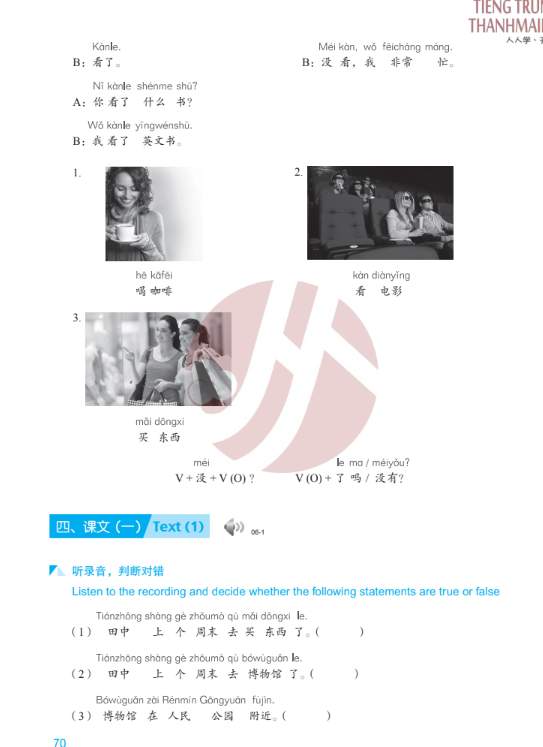 TIẾNG TRU
THANHMAI
人人學、
Kànle.
B：看了。
Nǐ kànle shénme shū?
A：你看了 什么 书？
Wǒ kànle yīngwénshū.
B：我看了 英文书。
Méi kàn, wǒ fēicháng máng.
B：没 看，我 非常 忙。
1.
hē kāfēi
喝 咖啡
2.
kàn diànyǐng
看 电影
3.
mǎi dōngxi
买 东西
méi
V + 没 + V (O)？
le ma / méiyǒu?
V (O) + 了 吗 / 没有？
四、课文（一） Text (1)
06-1
听录音，判断对错
Listen to the recording and decide whether the following statements are true or false
Tiánzhōng shàng gè zhōumò qù mǎi dōngxi le.
（1） 田中 上 个 周末 去 买 东西 了。（ ）
Tiánzhōng shàng gè zhōumò qù bówùguǎn le.
（2） 田中 上 个 周末 去 博物馆 了。（ ）
Bówùguǎn zài Rénmín Gōngyuán fùjìn.
（3） 博物馆 在 人民 公园 附近。（ ）
70